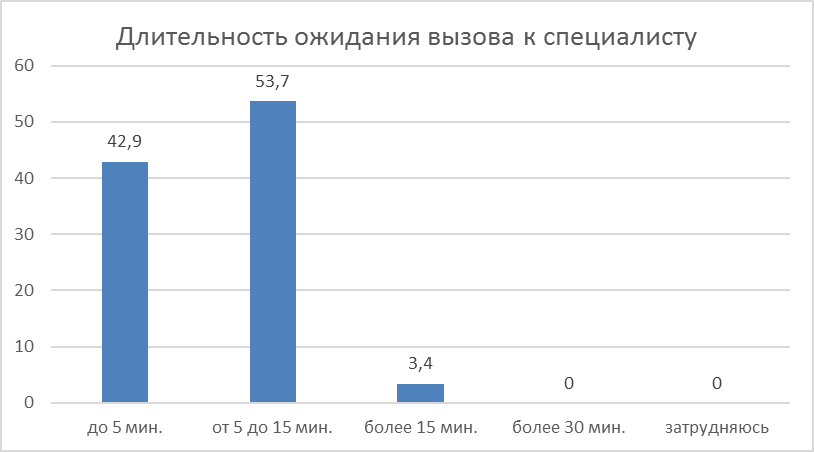 Длительность ожидания вызова к специалисту
60
50
40
30
20
10
0
42,9
53,7
3,4
0
0
до 5 мин.
от 5 до 15 мин.
более 15 мин.
более 30 мин.
затрудняюсь